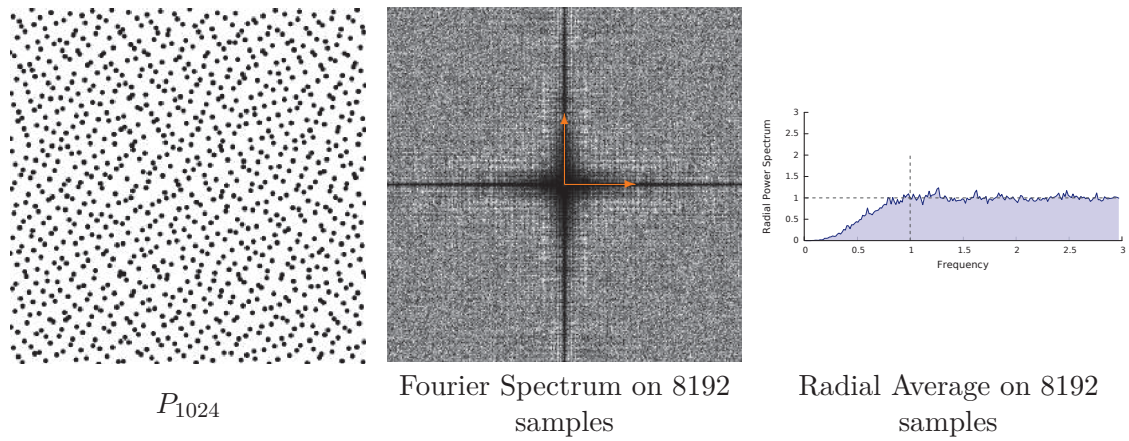 3
2.5
2
1.5
1
0.5
0
0 0.5 1 1.5 2 2.5 3
Radial Power Spectrum
Frequency
P1024
Fourier Spectrum on 8192
samples
Radial Average on 8192
samples